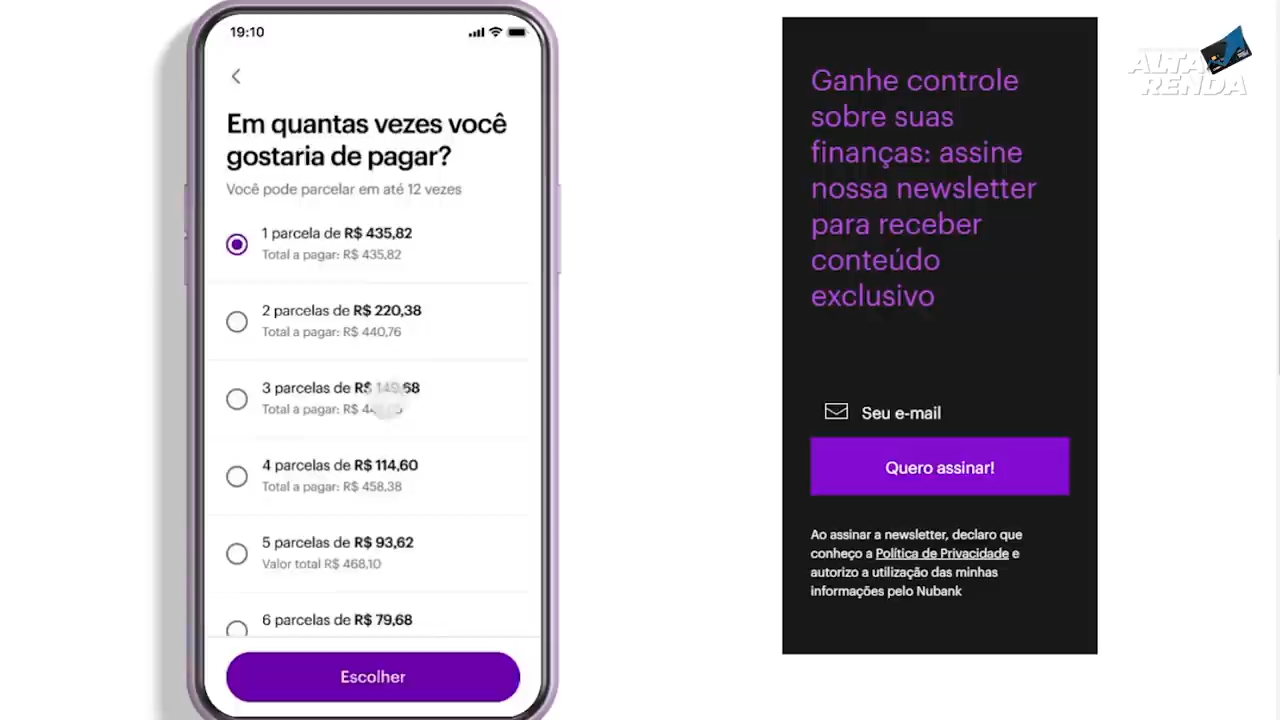 19:10
Em quantas vezes você
gostaria de pagar?
Você pode parcelar em até 12 vezes
1 parcela de R$ 435,82
Total a pagar: R$ 435,82
2 parcelas de R$ 220,38
Total a pagar: R$ 440,76
3 parcelas de R$ 149,68
Total a pagar: R$
4 parcelas de R$ 114,60
Total a pagar: R$ 458,38
5 parcelas de R$ 93,62
Valor total R$ 468,10
6 parcelas de R$ 79,68
Escolher
Ganhe controle
sobre suas
finanças: assine
nossa newsletter
para receber
conteúdo
exclusivo
Seu e-mail
Quero assinar!
Ao assinar a newsletter, declaro que
conheço a Política de Privacidade e
autorizo a utilização das minhas
informações pelo Nubank
ALTA
RENDA